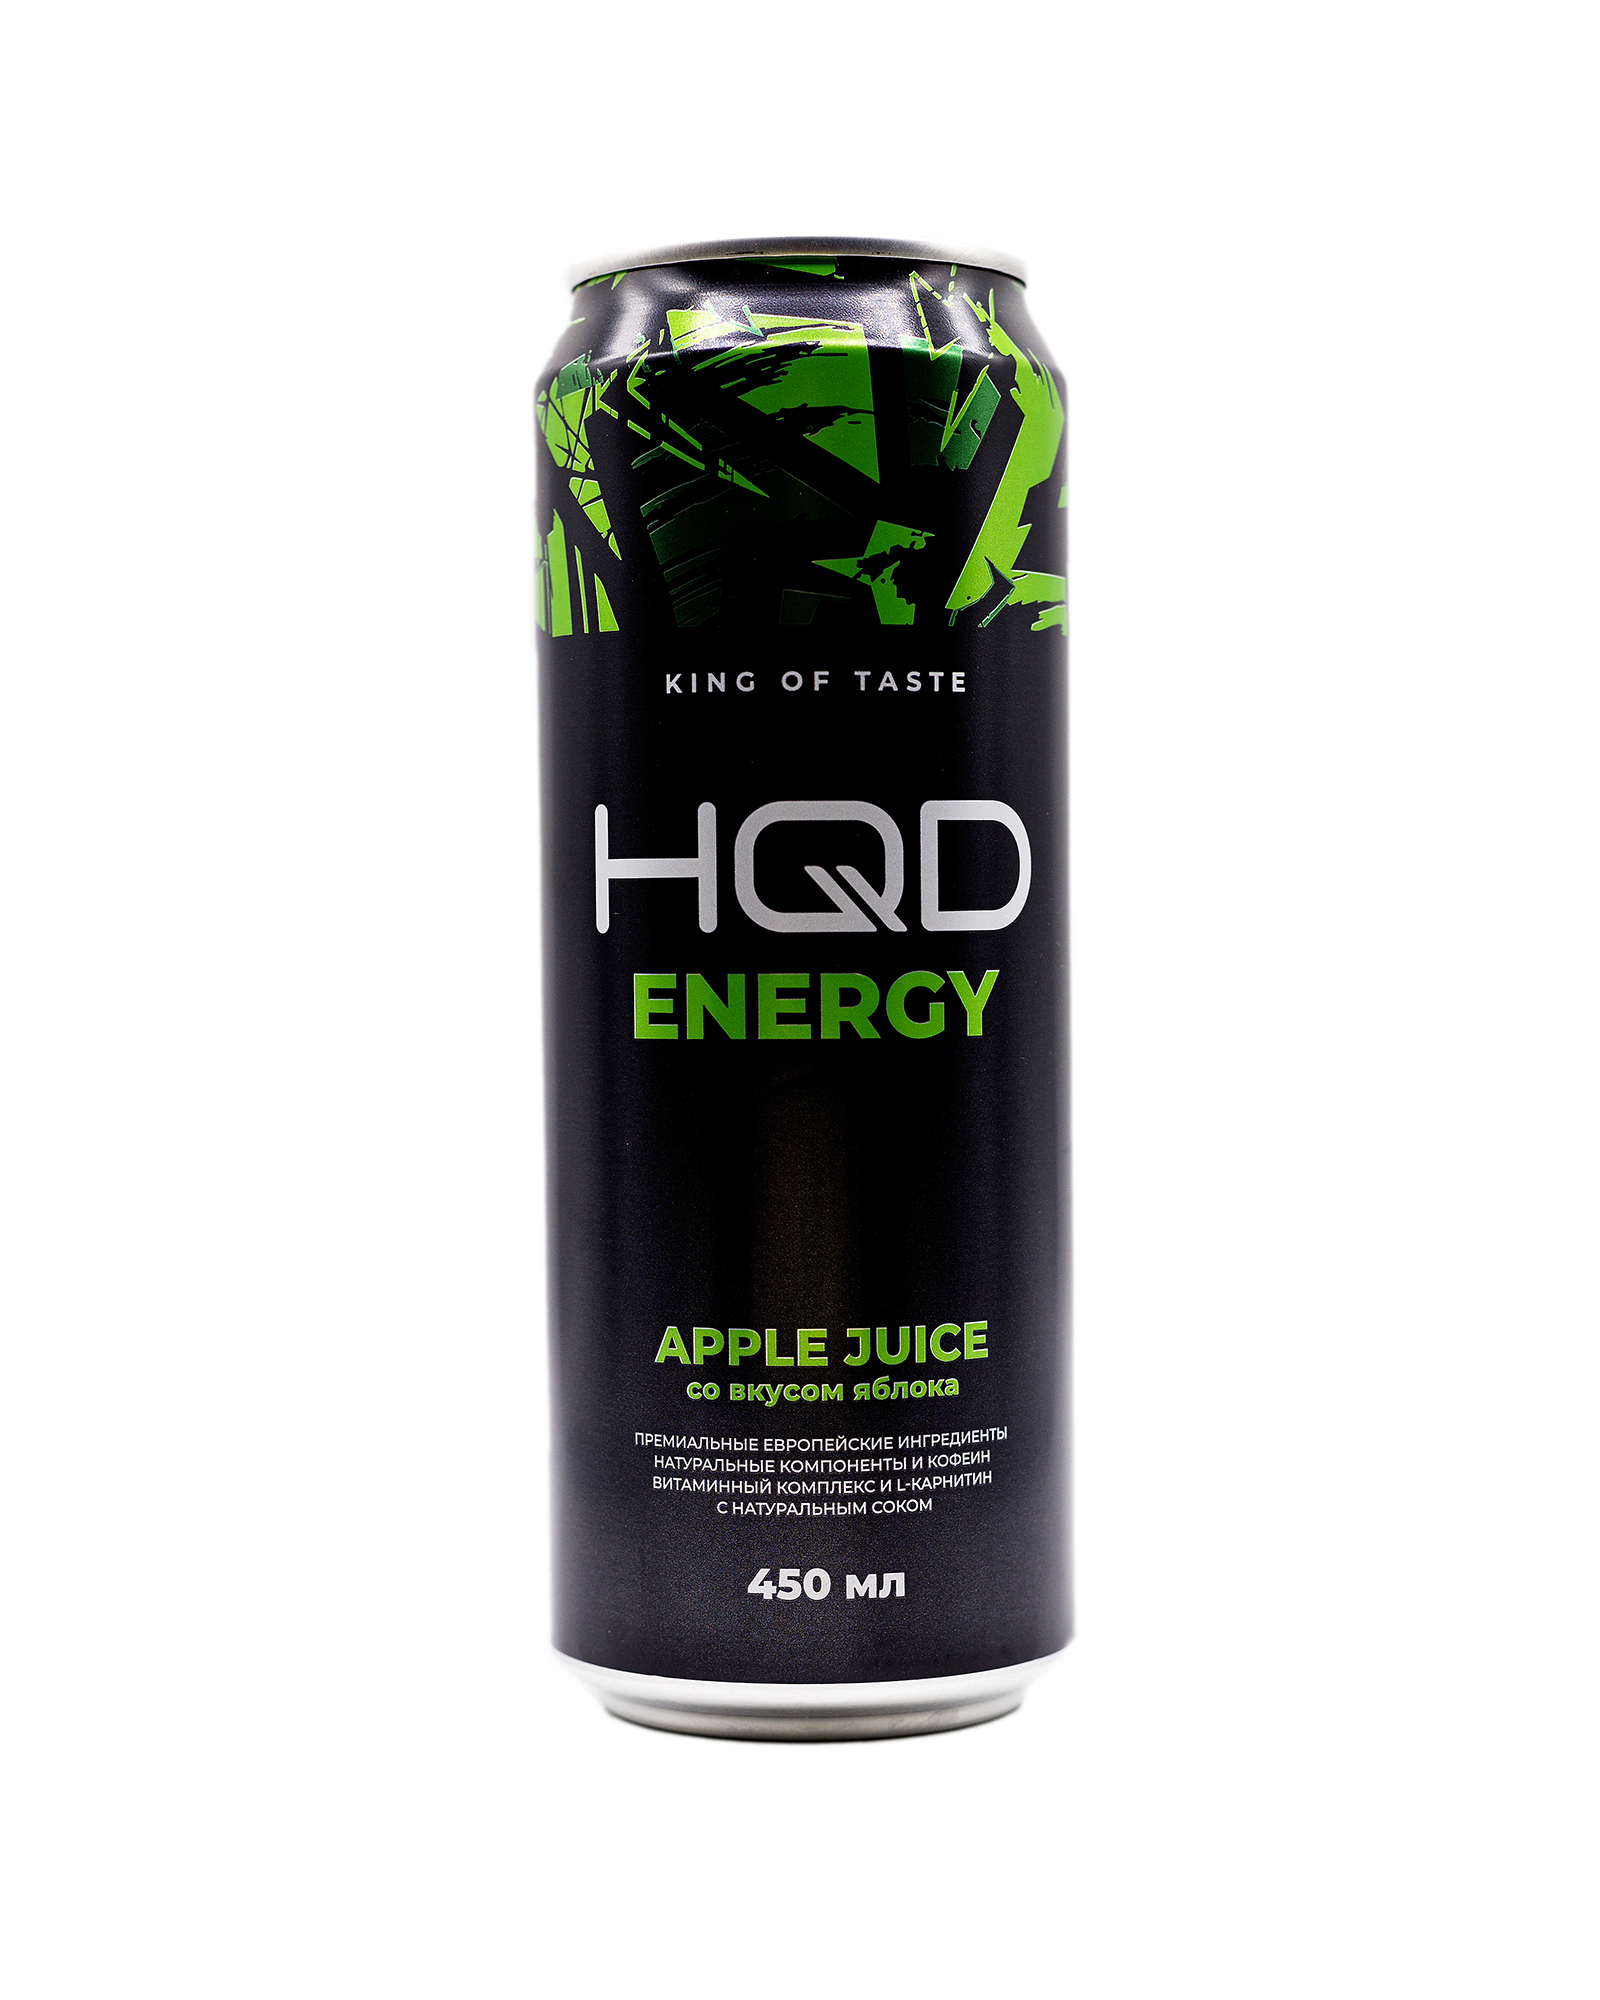 KING OF TASTE
HQD
ENERGY
APPLE JUICE
со вкусом яблока
ПРЕМИАЛЬНЫЕ ЕВРОПЕЙСКИЕ ИНГРЕДИЕНТЫ
НАТУРАЛЬНЫЕ КОМПОНЕНТЫ И КОФЕИН
ВИТАМИННЫЙ КОМПЛЕКС И L-КАРНИТИН
С НАТУРАЛЬНЫМ СОКОМ
450 мл